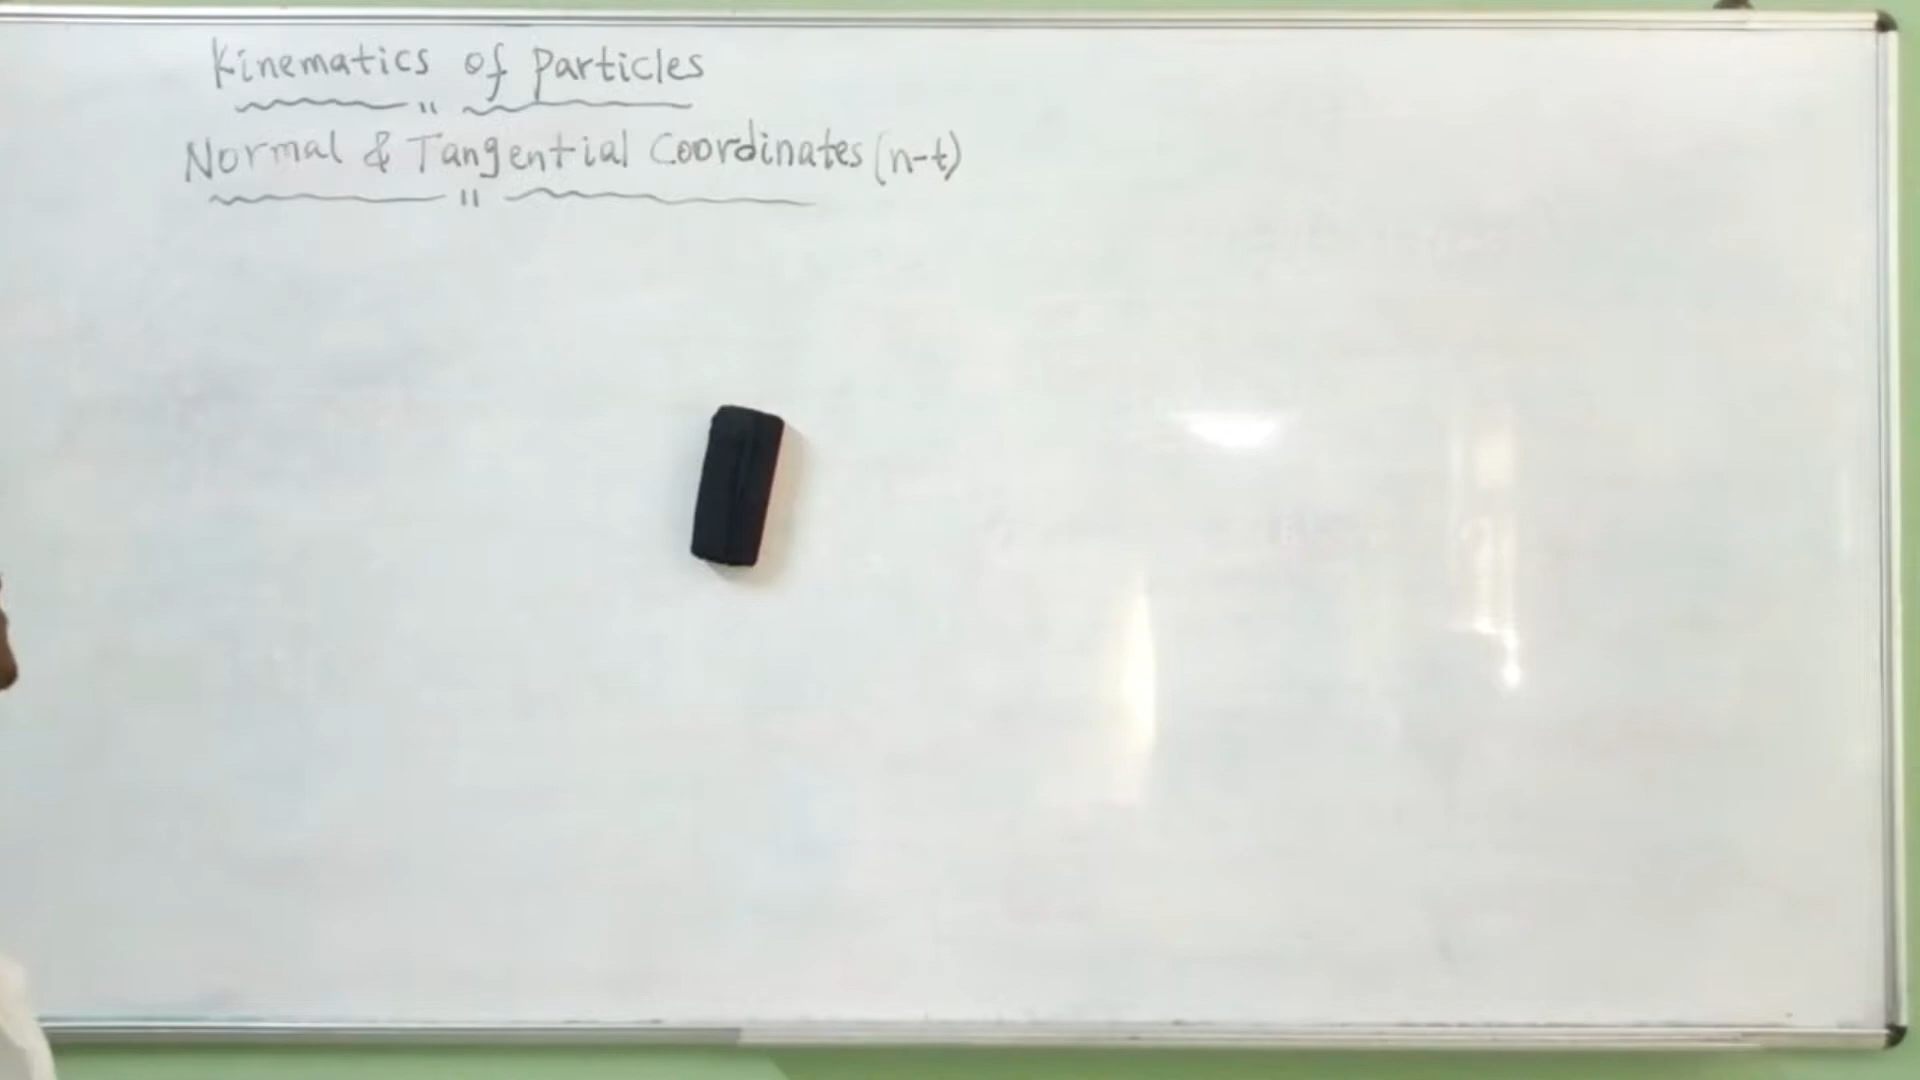 Kinematics of Particles
Normal & Tangential Coordinates (n-t)